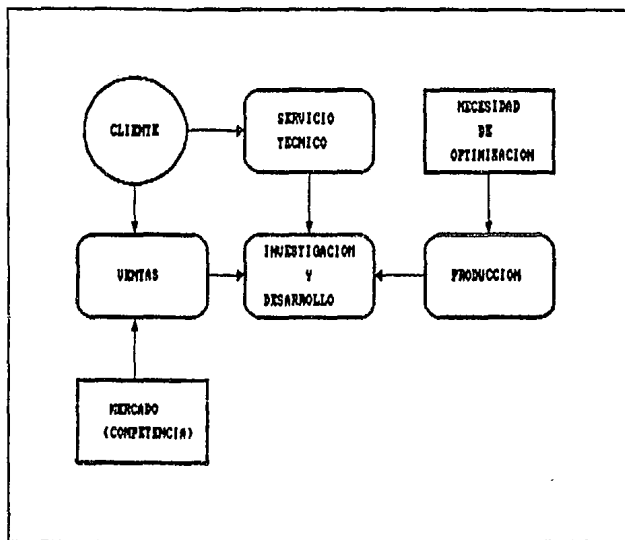 CLIENTE
SERVICIO
TECNICO
NECESIDAD
DE
OPTIMIZACION
VENTAS
INVESTIGACION
Y
DESARROLLO
PRODUCCION
MERCADO
(COMPETENCIA)